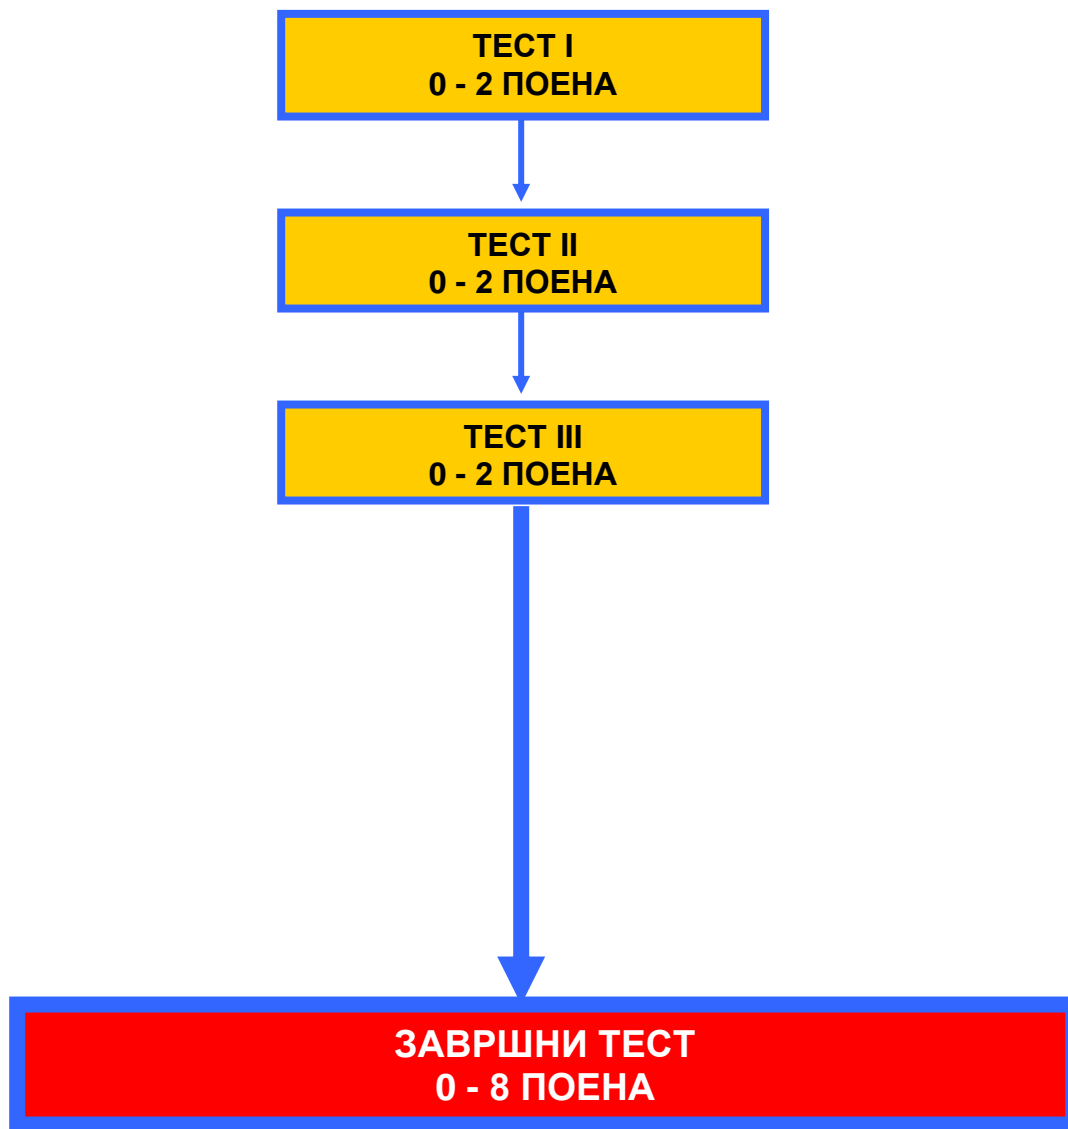 ТЕСТ I
0 - 2 ПОЕНА
ТЕСТ II
0 - 2 ПОЕНА
ТЕСТ III
0 - 2 ПОЕНА
ЗАВРШНИ ТЕСТ
0 - 8 ПОЕНА